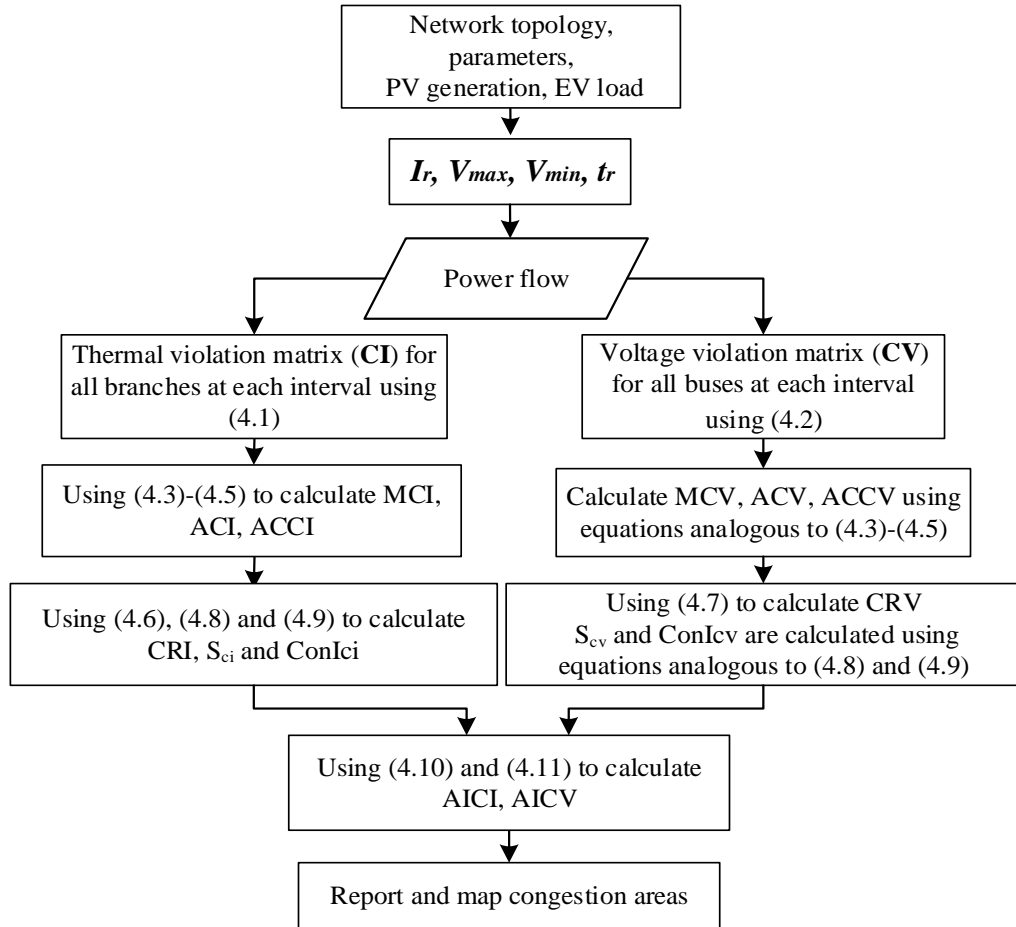 Network topology,
parameters,
PV generation, EV load
Ir, Vmax, Vmin, tr
Power flow
Thermal violation matrix (CI) for
all branches at each interval using
(4.1)
Voltage violation matrix (CV)
for all buses at each interval
using (4.2)
Using (4.3)-(4.5) to calculate MCI,
ACI, ACCI
Calculate MCV, ACV, ACCV using
equations analogous to (4.3)-(4.5)
Using (4.6), (4.8) and (4.9) to calculate
CRI, Sci and ConIci
Using (4.7) to calculate CRV
Scv and ConIcv are calculated using
equations analogous to (4.8) and (4.9)
Using (4.10) and (4.11) to calculate
AICI, AICV
Report and map congestion areas